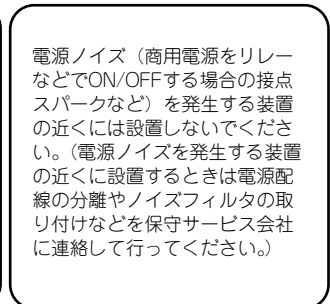 電源ノイズ（商用電源をリレー
などでON/OFFする場合の接点
スパークなど）を発生する装置
の近くには設置しないでくださ
い。（電源ノイズを発生する装置
の近くに設置するときは電源配
線の分離やノイズフィルタの取
り付けなどを保守サービス会社
に連絡して行ってください。）